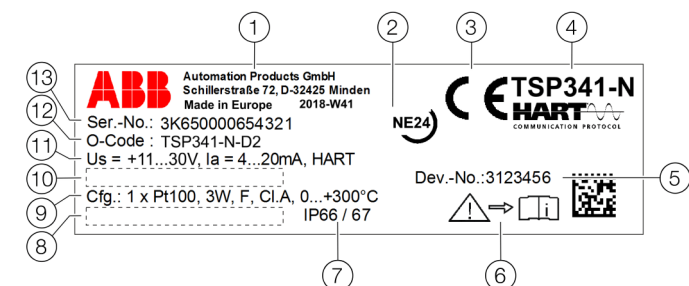 1
2
3
4
13
12
11
10
9
8
7
6
5
ABB
Automation Products GmbH
Schillerstraße 72, D-32425 Minden
Made in Europe 2018-W41
NE24
CE
TSP341-N
HART
COMMUNICATION PROTOCOL
Ser.-No.: 3K650000654321
O-Code : TSP341-N-D2
Us = +11...30V, Ia = 4...20mA, HART
Dev.-No.:3123456
Cfg.: 1 x Pt100, 3W, F, Cl.A, 0...+300°C
IP66 / 67
i